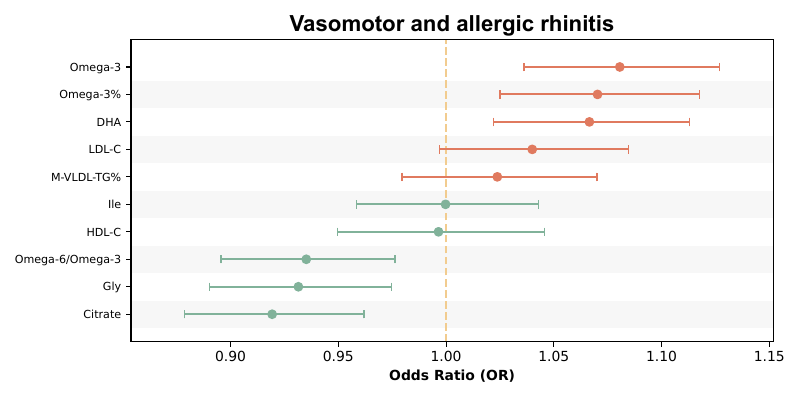 Vasomotor and allergic rhinitis
Omega-3
Omega-3%
DHA
LDL-C
M-VLDL-TG%
Ile
HDL-C
Omega-6/Omega-3
Gly
Citrate
0.90 0.95 1.00 1.05 1.10 1.15
Odds Ratio (OR)